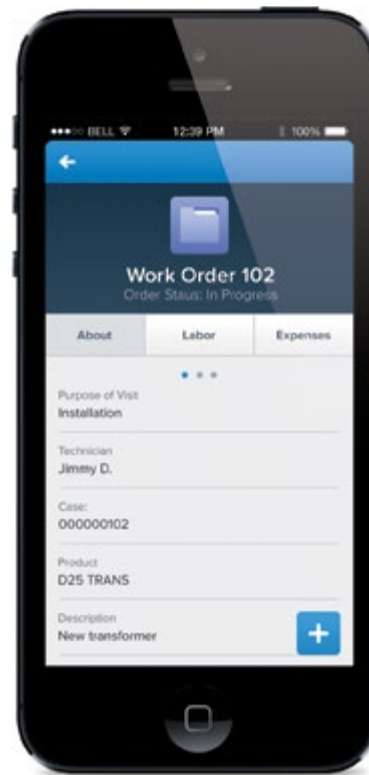 BELL 12:39 PM 100%
Work Order 102
Order Staus: In Progress
About Labor Expenses
Purpose of Visit
Installation
Technician
Jimmy D.
Case:
000000102
Product
D25 TRANS
Description
New transformer
+